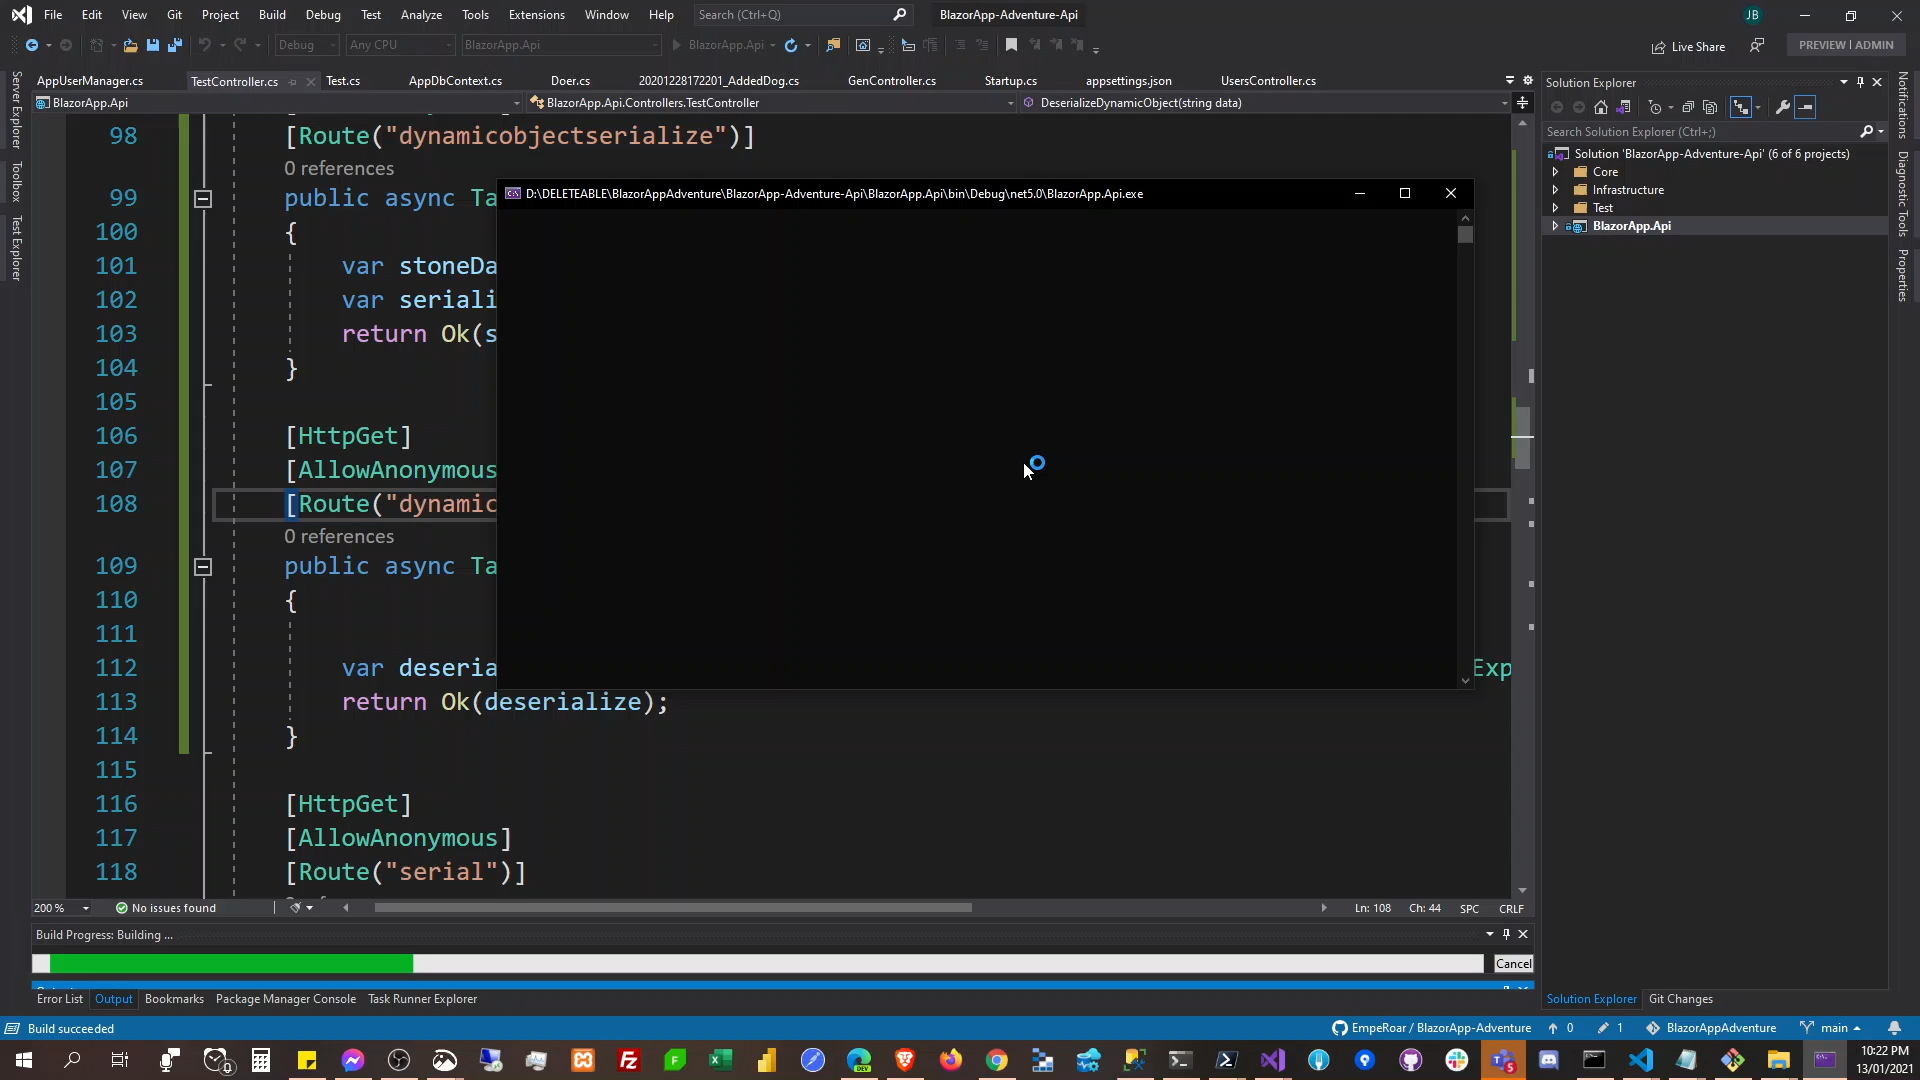 File Edit View Git Project Build Debug Test Analyze Tools Extensions Window Help Search (Ctrl+Q) BlazorApp-Adventure-Api JB
Debug Any CPU BlazorApp.Api BlazorApp.Api Live Share PREVIEW | ADMIN
AppUserManager.cs TestController.cs Test.cs AppDbContext.cs Doer.cs 20201228172201_AddedDog.cs GenController.cs Startup.cs appsettings.json UsersController.cs
BlazorApp.Api BlazorApp.Api.Controllers.TestController DeserializeDynamicObject(string data)
Server Explorer
Toolbox
Test Explorer
98 [Route("dynamicobjectserialize")]
0 references
99 public async Ta
100 {
101 var stoneDa
102 var seriali
103 return Ok(s
104 }
105
106 [HttpGet]
107 [AllowAnonymous
108 [Route("dynamic
0 references
109 public async Ta
110 {
111
112 var deseria Exp
113 return Ok(deserialize);
114 }
115
116 [HttpGet]
117 [AllowAnonymous]
118 [Route("serial")]
D:\DELETEABLE\BlazorAppAdventure\BlazorApp-Adventure-Api\BlazorApp.Api\bin\Debug\net5.0\BlazorApp.Api.exe
200 % No issues found Ln: 108 Ch: 44 SPC CRLF
Build Progress: Building ...
Cancel
Error List Output Bookmarks Package Manager Console Task Runner Explorer
Solution Explorer
Search Solution Explorer (Ctrl+;)
Solution 'BlazorApp-Adventure-Api' (6 of 6 projects)
Core
Infrastructure
Test
BlazorApp.Api
Solution Explorer Git Changes
Notifications
Diagnostic Tools
Properties
Build succeeded EmpeRoar / BlazorApp-Adventure 0 1 BlazorAppAdventure main
10:22 PM
13/01/2021